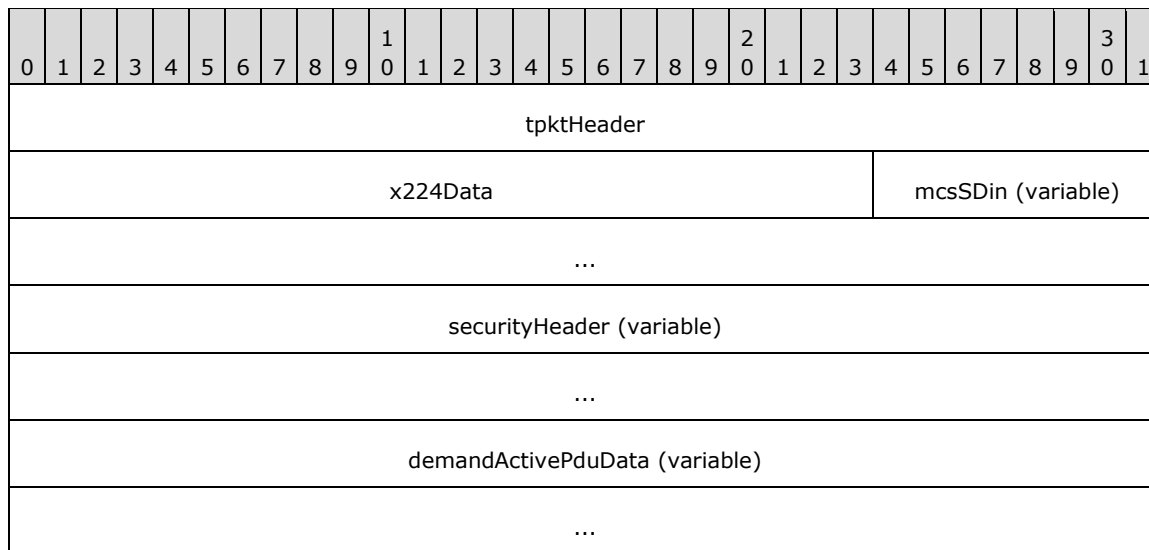 1 2 3
0 1 2 3 4 5 6 7 8 9 0 1 2 3 4 5 6 7 8 9 0 1 2 3 4 5 6 7 8 9 0 1
tpktHeader
x224Data mcsSDin (variable)
...
securityHeader (variable)
...
demandActivePduData (variable)
...